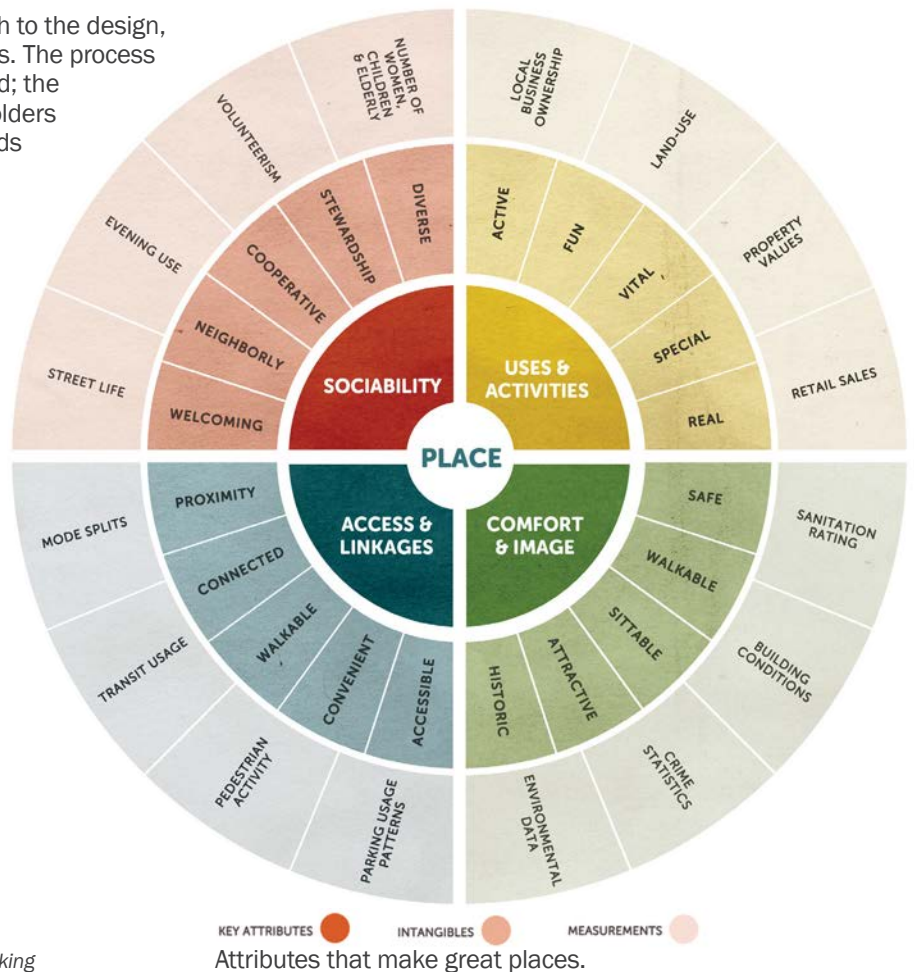 h to the design,
s. The process
d; the
olders
ds
NUMBER OF
WOMEN,
CHILDREN
& ELDERLY
VOLUNTEERISM
EVENING USE
STREET LIFE
DIVERSE
STEWARDSHIP
COOPERATIVE
NEIGHBORLY
WELCOMING
SOCIABILITY
LOCAL
BUSINESS
OWNERSHIP
LAND-USE
PROPERTY
VALUES
RETAIL SALES
ACTIVE
FUN
VITAL
SPECIAL
REAL
USES &
ACTIVITIES
PLACE
ACCESS &
LINKAGES
PROXIMITY
CONNECTED
WALKABLE
CONVENIENT
ACCESSIBLE
MODE SPLITS
TRANSIT USAGE
PEDESTRIAN
ACTIVITY
PARKING USAGE
PATTERNS
COMFORT
& IMAGE
SAFE
WALKABLE
SITTABLE
ATTRACTIVE
HISTORIC
SANITATION
RATING
BUILDING
CONDITIONS
CRIME
STATISTICS
ENVIRONMENTAL
DATA
KEY ATTRIBUTES INTANGIBLES MEASUREMENTS
king
Attributes that make great places.